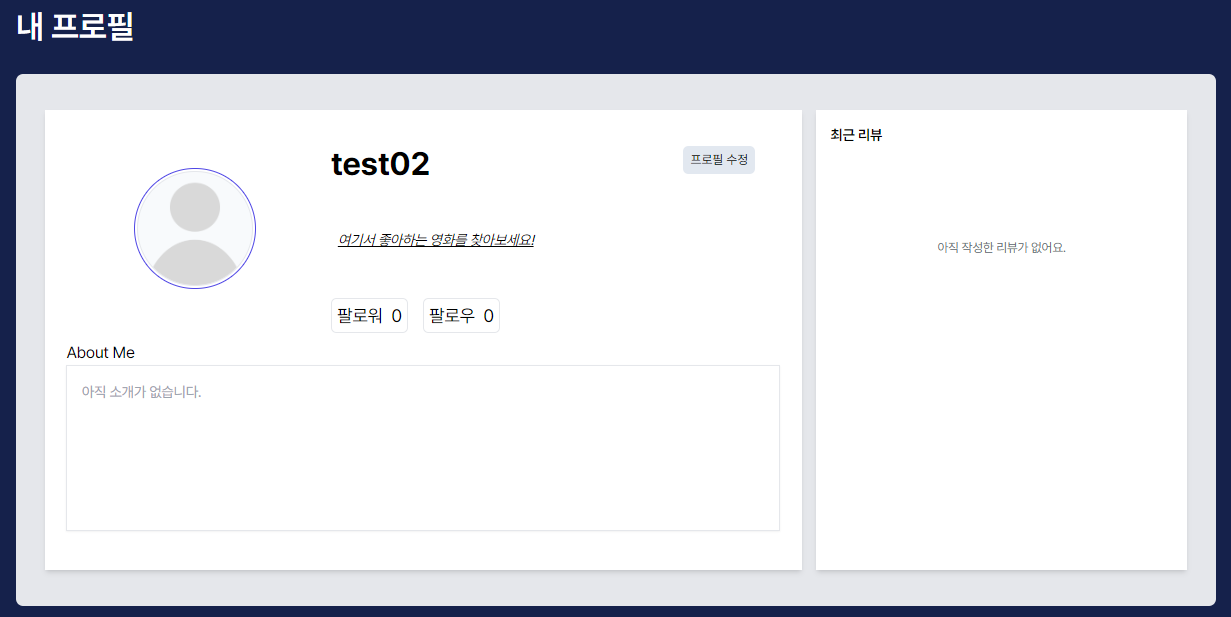 내 프로필
test02
프로필 수정
여기서 좋아하는 영화를 찾아보세요!
팔로워 0 팔로우 0
About Me
아직 소개가 없습니다.
최근 리뷰
아직 작성한 리뷰가 없어요.